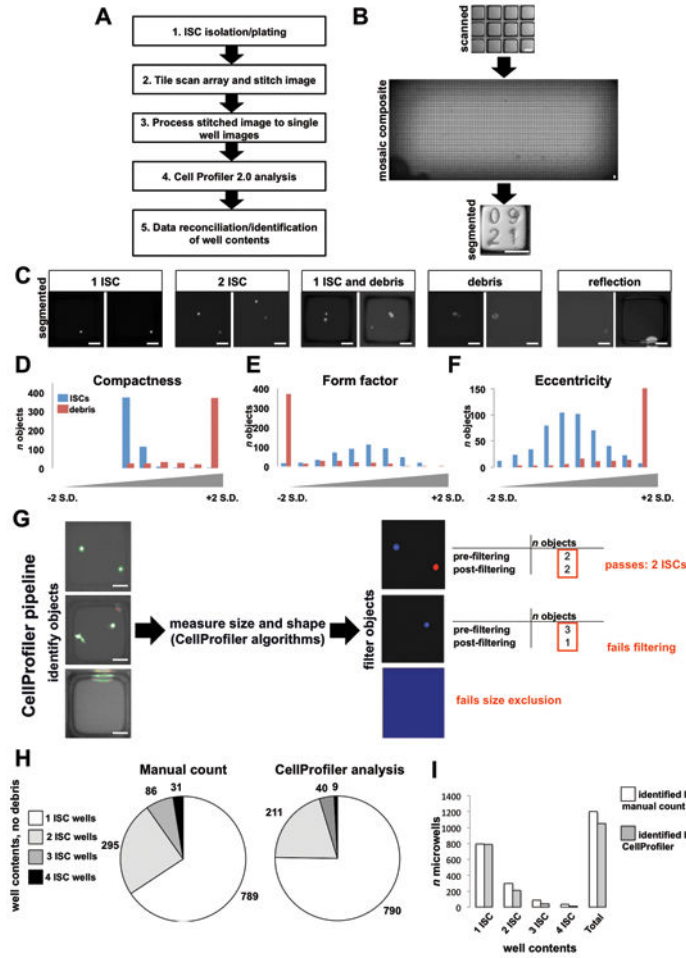 A
1. ISC isolation/plating
2. Tile scan array and stitch image
3. Process stitched image to single
well images
4. Cell Profiler 2.0 analysis
5. Data reconciliation/identification
of well contents
B
scanned
mosaic composite
segmented
09
21
C
segmented
1 ISC
2 ISC
1 ISC and debris
debris
reflection
D
Compactness
n objects
400
300
200
100
0
ISCs
debris
-2 S.D.
+2 S.D.
E
Form factor
n objects
400
300
200
100
0
-2 S.D.
+2 S.D.
F
Eccentricity
n objects
150
100
50
0
-2 S.D.
+2 S.D.
G
CellProfiler pipeline
identify objects
measure size and shape
(CellProfiler algorithms)
filter objects
n objects
pre-filtering 2
post-filtering 2
passes: 2 ISCs
n objects
pre-filtering 3
post-filtering 1
fails filtering
fails size exclusion
H
well contents, no debris
1 ISC wells
2 ISC wells
3 ISC wells
4 ISC wells
Manual count
31
86
295
789
CellProfiler analysis
9
40
211
790
I
n microwells
1400
1200
1000
800
600
400
200
0
1 ISC
2 ISC
3 ISC
4 ISC
Total
well contents
identified
manual count
identified
CellProfiler